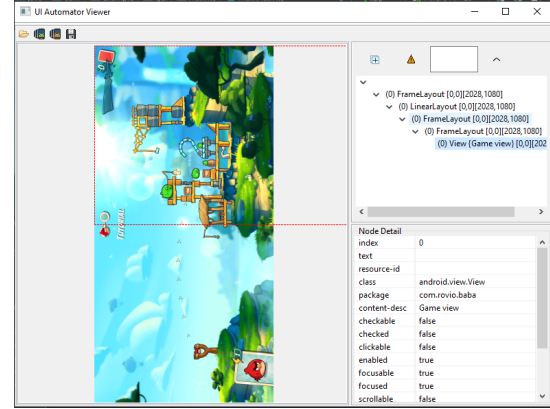 UI Automator Viewer
(0) FrameLayout [0,0][2028,1080]
(0) LinearLayout [0,0][2028,1080]
(0) FrameLayout [0,0][2028,1080]
(0) FrameLayout [0,0][2028,1080]
(0) View {Game view} [0,0][202
TUTORIAL
Node Detail
index 0
text
resource-id
class android.view.View
package com.rovio.baba
content-desc Game view
checkable false
checked false
clickable false
enabled true
focusable true
focused true
scrollable false